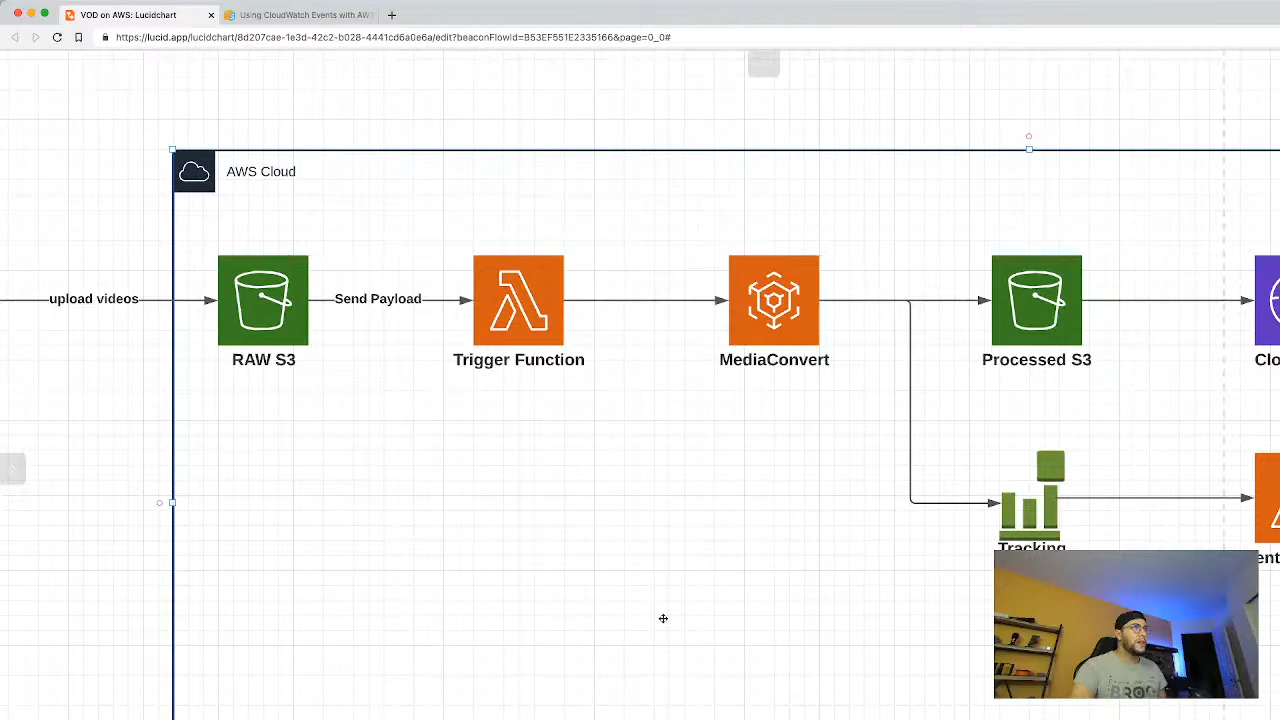 VOD on AWS: Lucidchart
Using CloudWatch Events with AW
https://lucid.app/lucidchart/8d207cae-1e3d-42c2-b028-4441cd6a0e6a/edit?beaconFlowId=B53EF551E2335166&page=0_0#
AWS Cloud
upload videos
Send Payload
RAW S3
Trigger Function
MediaConvert
Processed S3
Clo
Tracking
ent
BROS